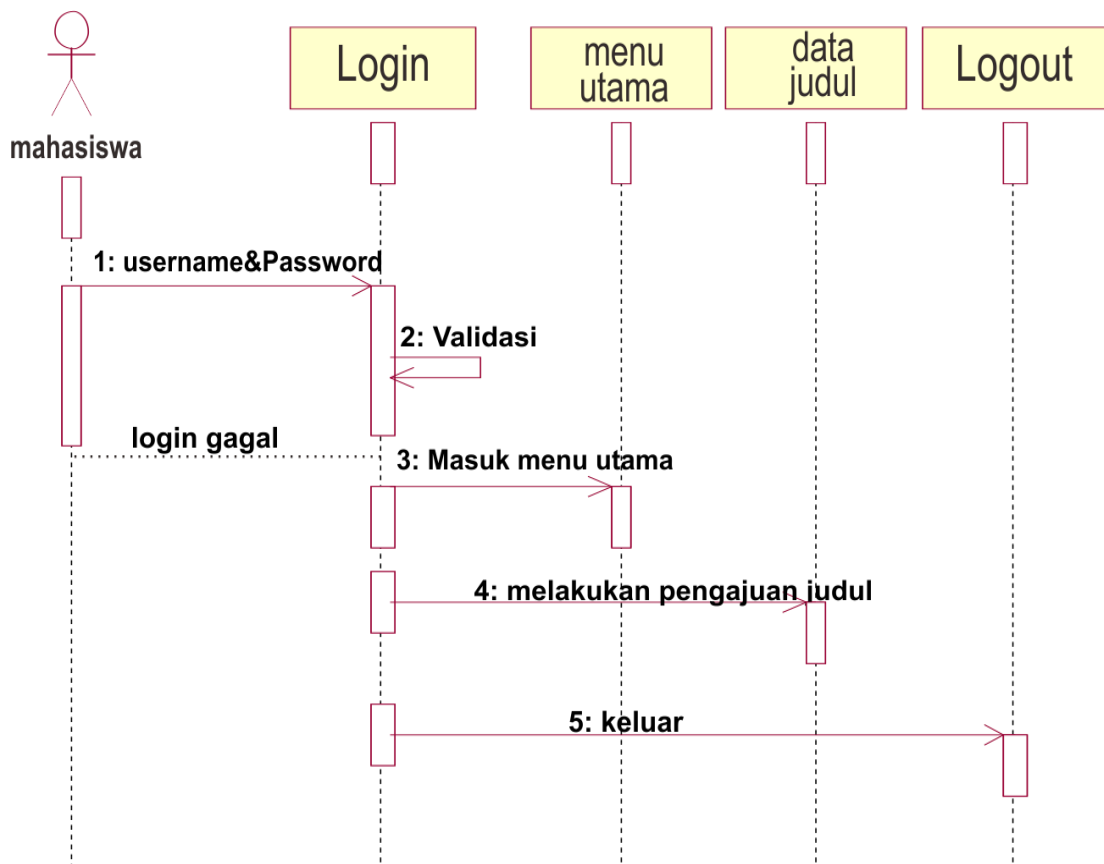 mahasiswa
Login
menu
utama
data
judul
Logout
1: username&Password
2: Validasi
login gagal
3: Masuk menu utama
4: melakukan pengajuan judul
5: keluar